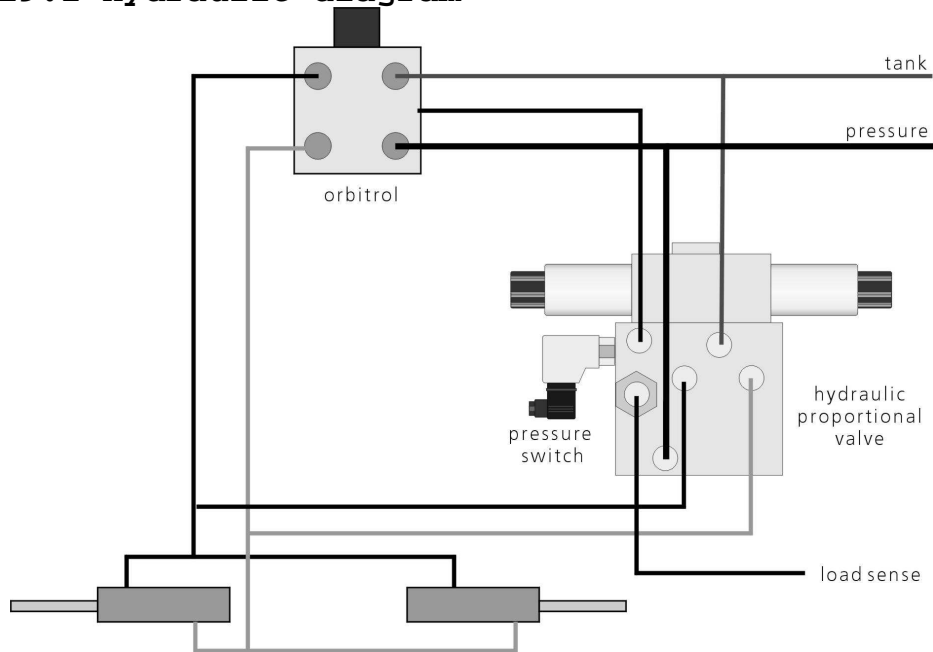 tank
pressure
orbitrol
pressure
switch
hydraulic
proportional
valve
load sense